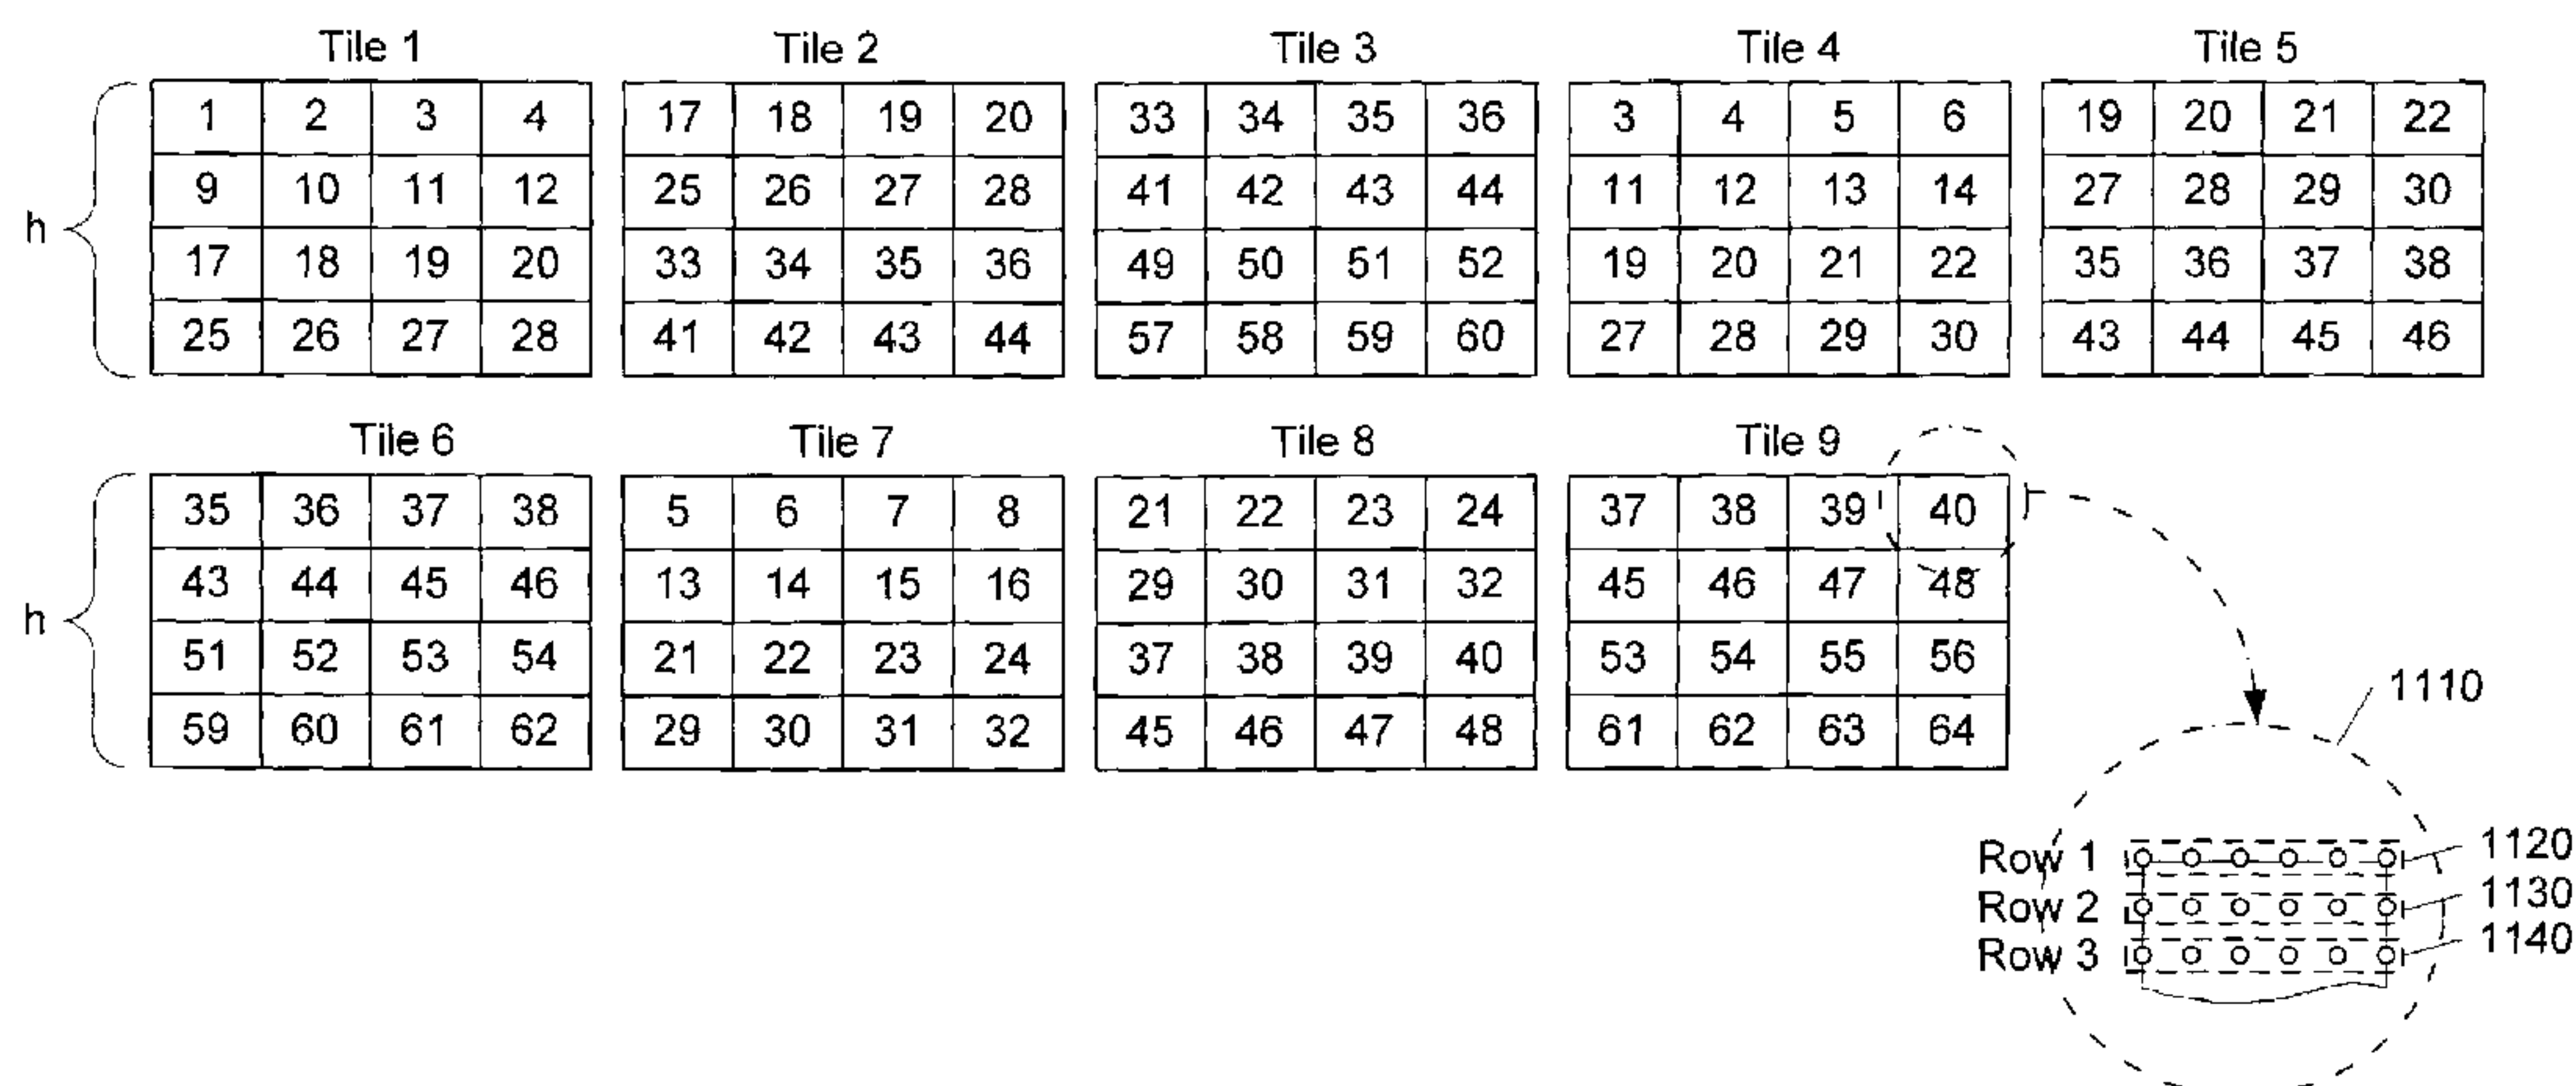 Tile 1 Tile 2 Tile 3 Tile 4 Tile 5
1 2 3 4 17 18 19 20 33 34 35 36 3 4 5 6 19 20 21 22
9 10 11 12 25 26 27 28 41 42 43 44 11 12 13 14 27 28 29 30
h
17 18 19 20 33 34 35 36 49 50 51 52 19 20 21 22 35 36 37 38
25 26 27 28 41 42 43 44 57 58 59 60 27 28 29 30 43 44 45 46
Tile 6 Tile 7 Tile 8 Tile 9
35 36 37 38 5 6 7 8 21 22 23 24 37 38 39 40
43 44 45 46 13 14 15 16 29 30 31 32 45 46 47 48
h
51 52 53 54 21 22 23 24 37 38 39 40 53 54 55 56
59 60 61 62 29 30 31 32 45 46 47 48 61 62 63 64
1110
Row 1 1120
Row 2 1130
Row 3 1140